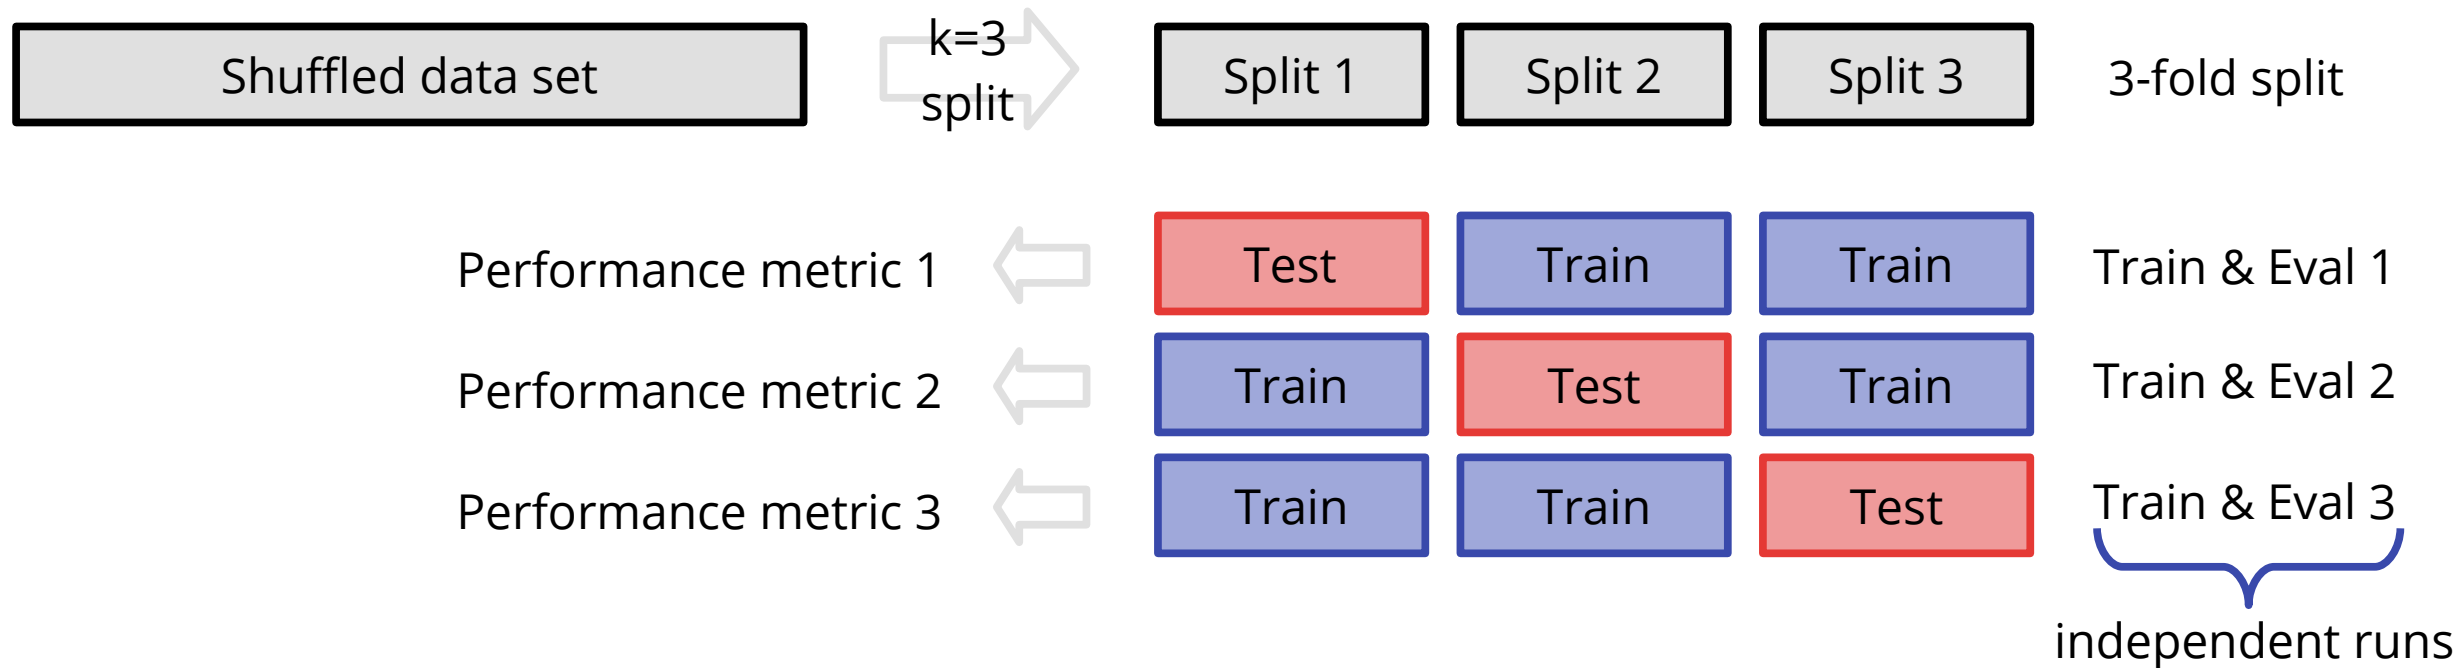 Shuffled data set
k=3
split
Split 1
Split 2
Split 3
3-fold split
Performance metric 1
Test
Train
Train
Train & Eval 1
Performance metric 2
Train
Test
Train
Train & Eval 2
Performance metric 3
Train
Train
Test
Train & Eval 3
independent runs